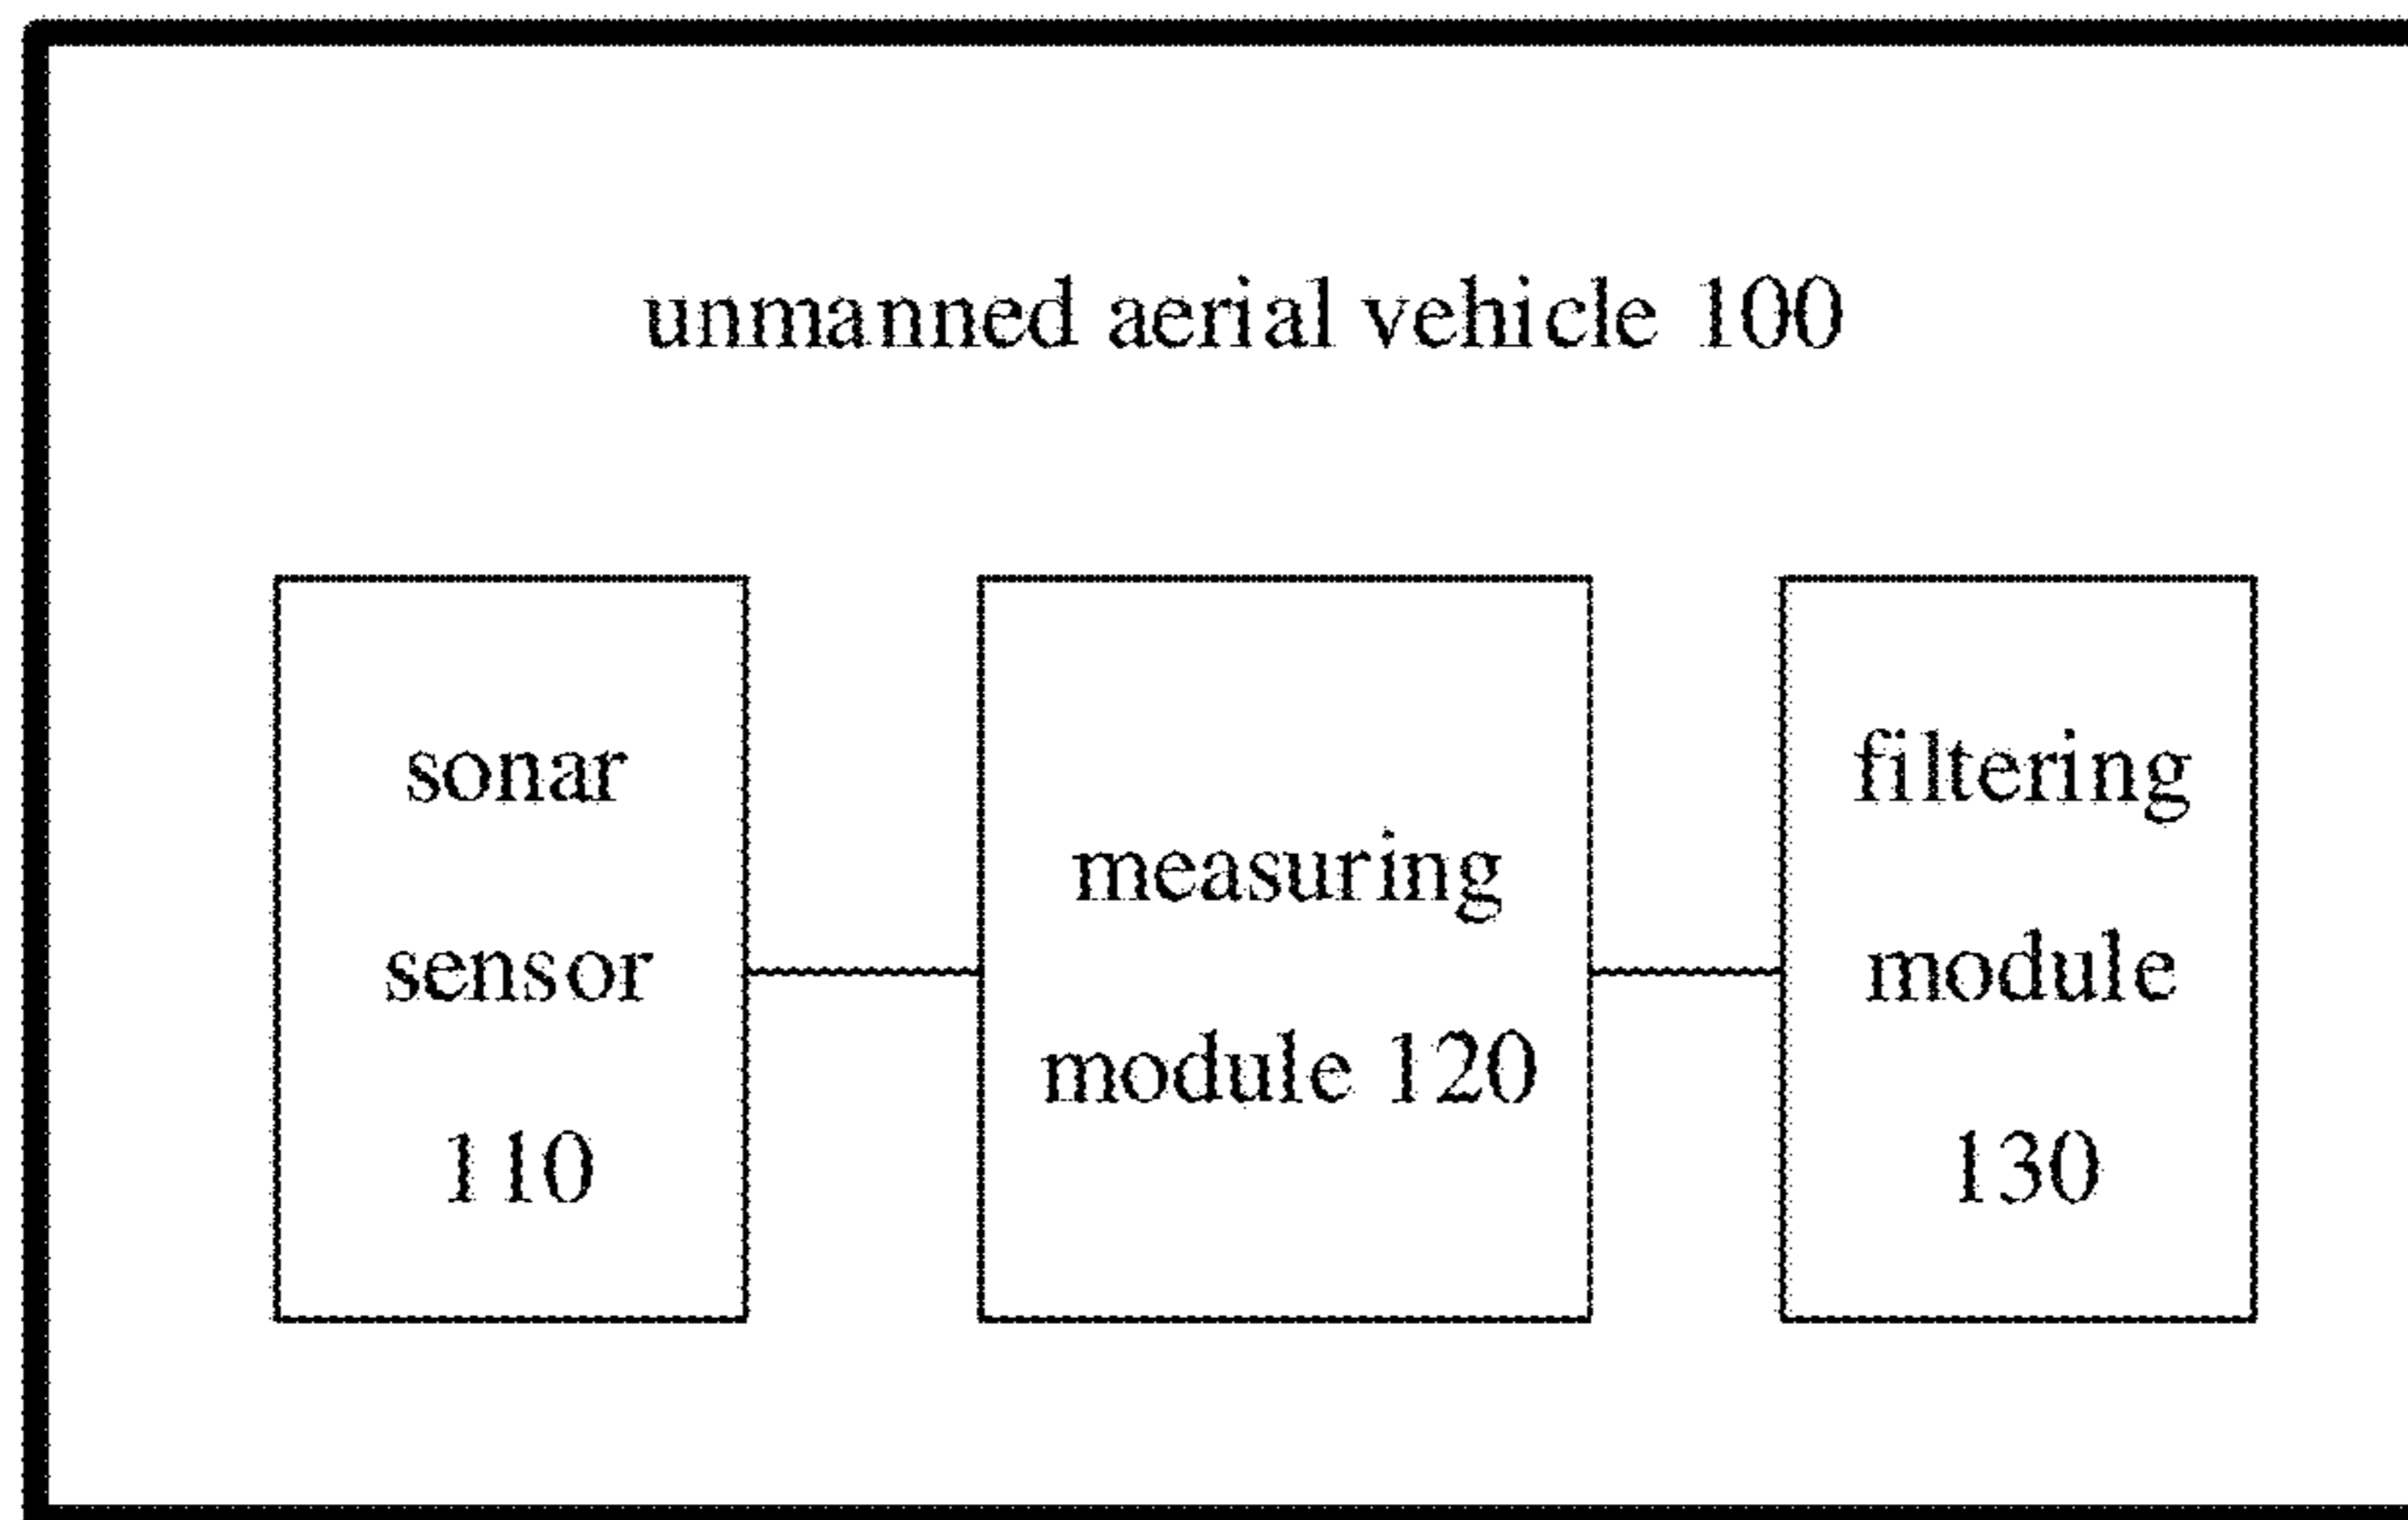 unmanned aerial vehicle 100
sonar
sensor
110
measuring
module 120
filtering
module
130